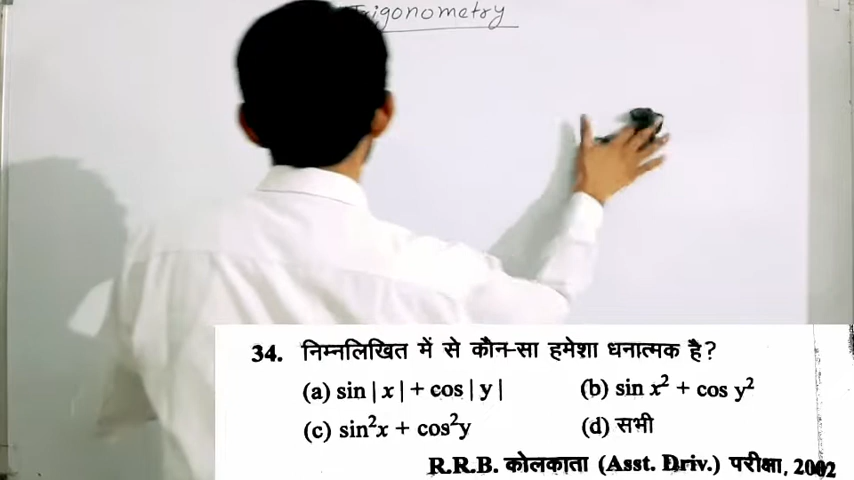 Trigonometry
34. निम्नलिखित में से कौन-सा हमेशा धनात्मक है?
(a) sin | x | + cos | y | (b) sin x² + cos y²
(c) sin²x + cos²y (d) सभी
R.R.B. कोलकाता (Asst. Driv.) परीक्षा, 2002